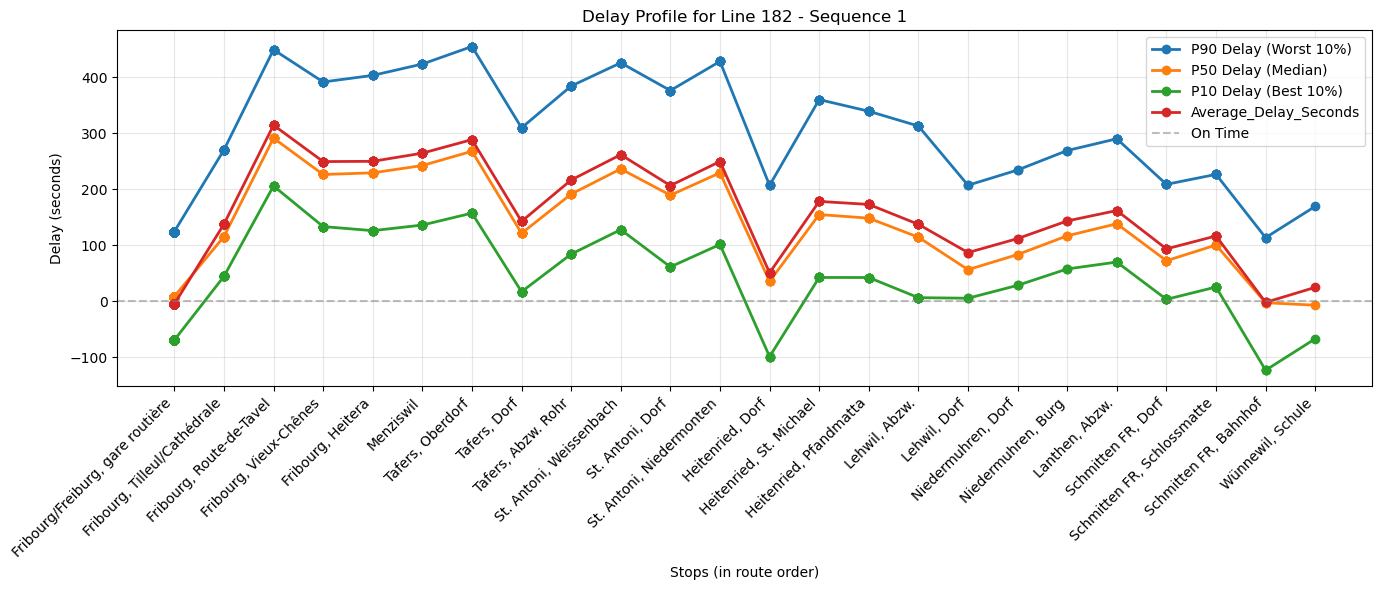 Delay Profile for Line 182 - Sequence 1
P90 Delay (Worst 10%)
P50 Delay (Median)
P10 Delay (Best 10%)
Average_Delay_Seconds
On Time
Delay (seconds)
400
300
200
100
0
−100
Fribourg/Freiburg, gare routière
Fribourg, Tilleul/Cathédrale
Fribourg, Route-de-Tavel
Fribourg, Vieux-Chênes
Fribourg, Heitera
Menziswil
Tafers, Oberdorf
Tafers, Dorf
Tafers, Abzw. Rohr
St. Antoni, Weissenbach
St. Antoni, Dorf
St. Antoni, Niedermonten
Heitenried, Dorf
Heitenried, St. Michael
Heitenried, Pfandmatta
Lehwil, Abzw.
Lehwil, Dorf
Niedermuhren, Dorf
Niedermuhren, Burg
Lanthen, Abzw.
Schmitten FR, Dorf
Schmitten FR, Schlossmatte
Schmitten FR, Bahnhof
Wünnewil, Schule
Stops (in route order)